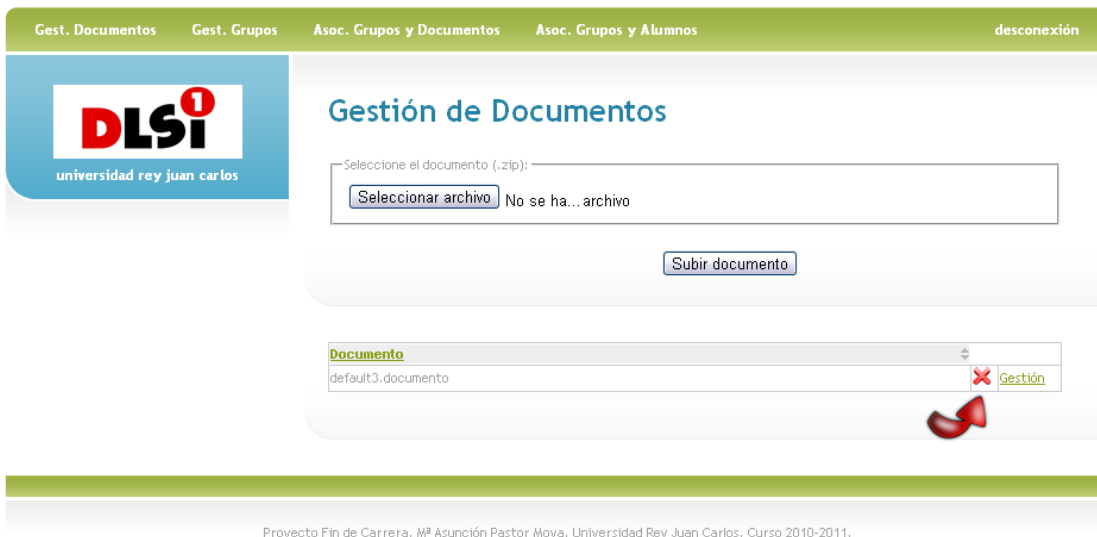 Gest. Documentos Gest. Grupos Asoc. Grupos y Documentos Asoc. Grupos y Alumnos desconexión
DLSi 1
universidad rey juan carlos
Gestión de Documentos
Seleccione el documento (.zip):
Seleccionar archivo No se ha... archivo
Subir documento
Documento
default3.documento Gestión
Proyecto Fin de Carrera. Mª Asunción Pastor Moya. Universidad Rey Juan Carlos. Curso 2010-2011.